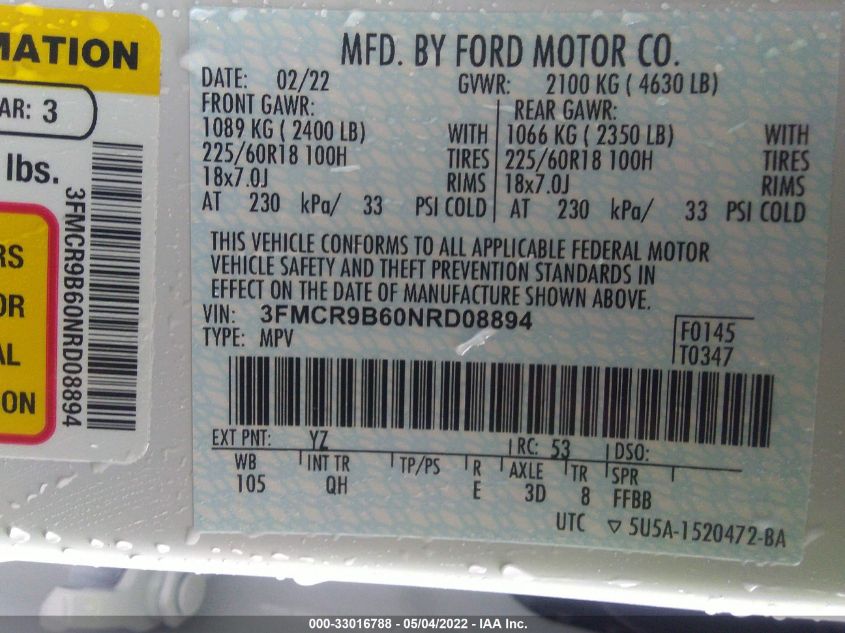 MATION
AR: 3
lbs.
3FMCR9B60NRD08894
RS
OR
AL
ON
MFD. BY FORD MOTOR CO.
DATE: 02/22 GVWR: 2100 KG ( 4630 LB)
FRONT GAWR: REAR GAWR:
1089 KG ( 2400 LB) WITH 1066 KG ( 2350 LB) WITH
225/60R18 100H TIRES 225/60R18 100H TIRES
18x7.0J RIMS 18x7.0J RIMS
AT 230 kPa/ 33 PSI COLD AT 230 kPa/ 33 PSI COLD
THIS VEHICLE CONFORMS TO ALL APPLICABLE FEDERAL MOTOR
VEHICLE SAFETY AND THEFT PREVENTION STANDARDS IN
EFFECT ON THE DATE OF MANUFACTURE SHOWN ABOVE.
VIN: 3FMCR9B60NRD08894
TYPE: MPV
F0145
T0347
EXT PNT: YZ RC: 53 DSO:
WB INT TR TP/PS R AXLE TR SPR
105 QH E 3D 8 FFBB
UTC ▽ 5U5A-1520472-BA
000-33016788 - 05/04/2022 - IAA Inc.